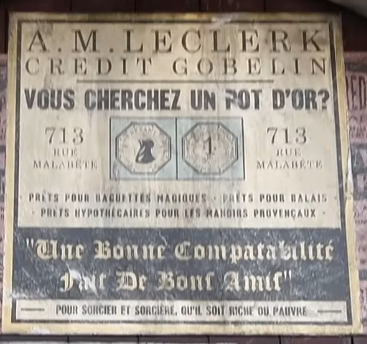 A.M. LECLERK
CREDIT GOBELIN
VOUS CHERCHEZ UN POT D'OR?
713 1 713
RUE RUE
MALABÊTE MALABÊTE
PRÊTS POUR BAGUETTES MAGIQUES · PRÊTS POUR BALAIS
· PRÊTS HYPOTHÉCAIRES POUR LES MANOIRS PROVENÇAUX ·
"Une Bonne Comptabilité
Fait De Bons Amis"
POUR SORCIER ET SORCIÈRE, QU'IL SOIT RICHE OU PAUVRE